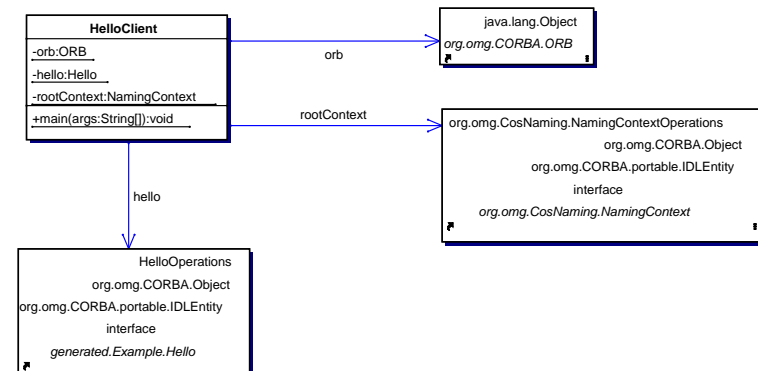 HelloClient
-orb:ORB
-hello:Hello
-rootContext:NamingContext
+main(args:String[]):void
orb
java.lang.Object
org.omg.CORBA.ORB
rootContext
org.omg.CosNaming.NamingContextOperations
org.omg.CORBA.Object
org.omg.CORBA.portable.IDLEntity
interface
org.omg.CosNaming.NamingContext
hello
HelloOperations
org.omg.CORBA.Object
org.omg.CORBA.portable.IDLEntity
interface
generated.Example.Hello